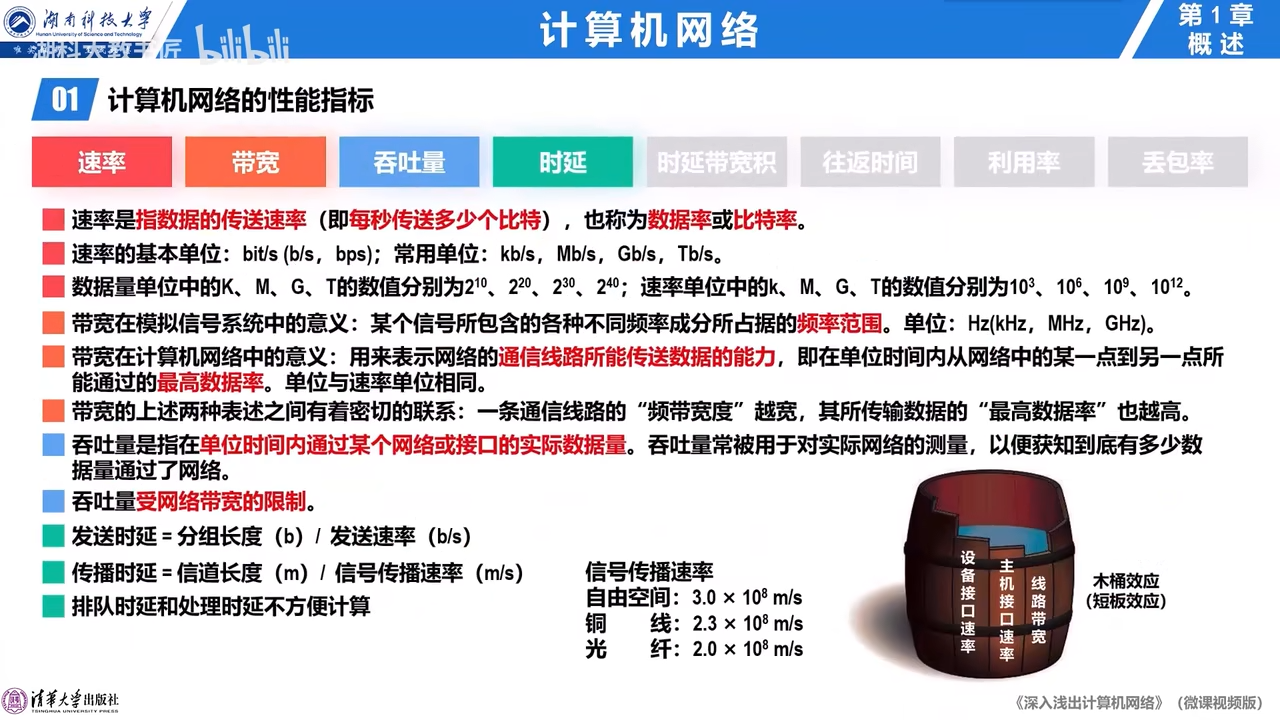 湖南科技大学
Hunan University of Science and Technology
湖科大教书匠 bilibili
计算机网络
第1章
概述
01 计算机网络的性能指标
速率 带宽 吞吐量 时延 时延带宽积 往返时间 利用率 丢包率
速率是指数据的传送速率（即每秒传送多少个比特），也称为数据率或比特率。
速率的基本单位：bit/s (b/s，bps)；常用单位：kb/s，Mb/s，Gb/s，Tb/s。
数据量单位中的K、M、G、T的数值分别为2¹⁰、2²⁰、2³⁰、2⁴⁰；速率单位中的k、M、G、T的数值分别为10³、10⁶、10⁹、10¹²。
带宽在模拟信号系统中的意义：某个信号所包含的各种不同频率成分所占据的频率范围。单位：Hz(kHz，MHz，GHz)。
带宽在计算机网络中的意义：用来表示网络的通信线路所能传送数据的能力，即在单位时间内从网络中的某一点到另一点所
能通过的最高数据率。单位与速率单位相同。
带宽的上述两种表述之间有着密切的联系：一条通信线路的“频带宽度”越宽，其所传输数据的“最高数据率”也越高。
吞吐量是指在单位时间内通过某个网络或接口的实际数据量。吞吐量常被用于对实际网络的测量，以便获知到底有多少数
据量通过了网络。
吞吐量受网络带宽的限制。
发送时延 = 分组长度（b）/ 发送速率（b/s）
传播时延 = 信道长度（m）/ 信号传播速率（m/s）
排队时延和处理时延不方便计算
信号传播速率
自由空间：3.0 × 10⁸ m/s
铜 线：2.3 × 10⁸ m/s
光 纤：2.0 × 10⁸ m/s
设备接口速率
主机接口速率
线路带宽
木桶效应
（短板效应）
清华大学出版社
TSINGHUA UNIVERSITY PRESS
《深入浅出计算机网络》（微课视频版）